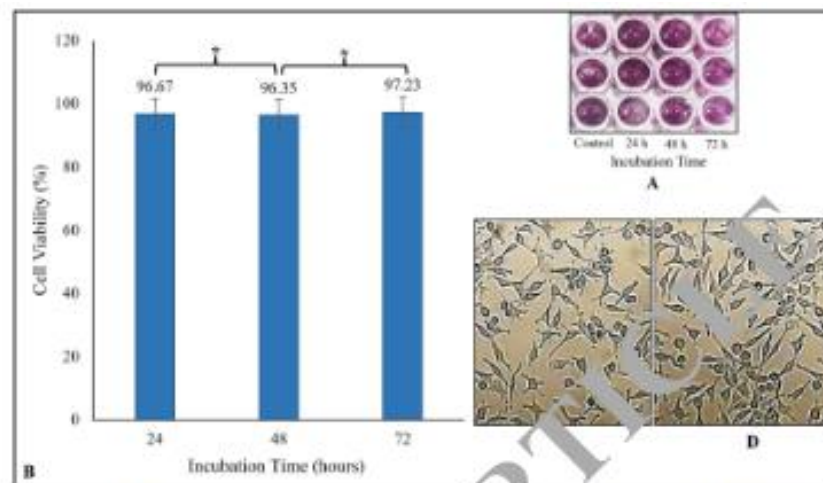 120
100
80
60
40
20
0
Cell Viability (%)
*
*
96.67
96.35
97.23
24
48
72
Incubation Time (hours)
B
Control 24 h 48 h 72 h
Incubation Time
A
D
RTICLE